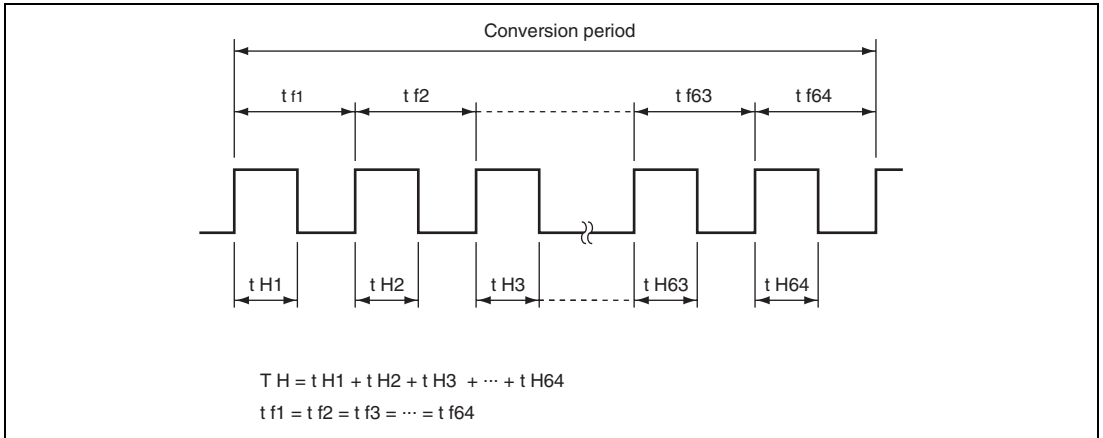 Conversion period
t f1 t f2 t f63 t f64
t H1 t H2 t H3 t H63 t H64
T H = t H1 + t H2 + t H3 + ··· + t H64
t f1 = t f2 = t f3 = ··· = t f64